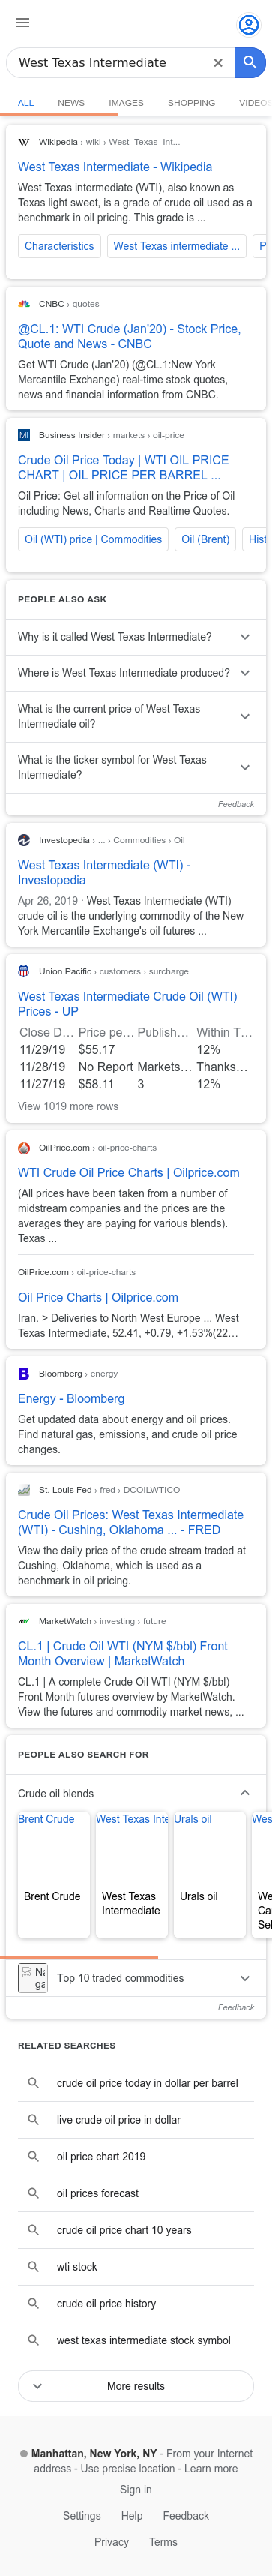 West Texas Intermediate
ALL NEWS IMAGES SHOPPING VIDEOS
Wikipedia › wiki › West_Texas_Int...
West Texas Intermediate - Wikipedia
West Texas intermediate (WTI), also known as
Texas light sweet, is a grade of crude oil used as a
benchmark in oil pricing. This grade is ...
Characteristics West Texas intermediate ... P
CNBC › quotes
@CL.1: WTI Crude (Jan'20) - Stock Price,
Quote and News - CNBC
Get WTI Crude (Jan'20) (@CL.1:New York
Mercantile Exchange) real-time stock quotes,
news and financial information from CNBC.
Business Insider › markets › oil-price
Crude Oil Price Today | WTI OIL PRICE
CHART | OIL PRICE PER BARREL ...
Oil Price: Get all information on the Price of Oil
including News, Charts and Realtime Quotes.
Oil (WTI) price | Commodities Oil (Brent) Hist
PEOPLE ALSO ASK
Why is it called West Texas Intermediate?
Where is West Texas Intermediate produced?
What is the current price of West Texas
Intermediate oil?
What is the ticker symbol for West Texas
Intermediate?
Feedback
Investopedia › ... › Commodities › Oil
West Texas Intermediate (WTI) -
Investopedia
Apr 26, 2019 · West Texas Intermediate (WTI)
crude oil is the underlying commodity of the New
York Mercantile Exchange's oil futures ...
Union Pacific › customers › surcharge
West Texas Intermediate Crude Oil (WTI)
Prices - UP
Close D... Price pe... Publish... Within T...
11/29/19 $55.17 12%
11/28/19 No Report Markets... Thanks...
11/27/19 $58.11 3 12%
View 1019 more rows
OilPrice.com › oil-price-charts
WTI Crude Oil Price Charts | Oilprice.com
(All prices have been taken from a number of
midstream companies and the prices are the
averages they are paying for various blends).
Texas ...
OilPrice.com › oil-price-charts
Oil Price Charts | Oilprice.com
Iran. > Deliveries to North West Europe ... West
Texas Intermediate, 52.41, +0.79, +1.53%(22...
Bloomberg › energy
Energy - Bloomberg
Get updated data about energy and oil prices.
Find natural gas, emissions, and crude oil price
changes.
St. Louis Fed › fred › DCOILWTICO
Crude Oil Prices: West Texas Intermediate
(WTI) - Cushing, Oklahoma ... - FRED
View the daily price of the crude stream traded at
Cushing, Oklahoma, which is used as a
benchmark in oil pricing.
MarketWatch › investing › future
CL.1 | Crude Oil WTI (NYM $/bbl) Front
Month Overview | MarketWatch
CL.1 | A complete Crude Oil WTI (NYM $/bbl)
Front Month futures overview by MarketWatch.
View the futures and commodity market news, ...
PEOPLE ALSO SEARCH FOR
Crude oil blends
Brent Crude West Texas Inte Urals oil Wes
Brent Crude West Texas Urals oil We
Intermediate Ca
Sel
Na Top 10 traded commodities
ga
Feedback
RELATED SEARCHES
crude oil price today in dollar per barrel
live crude oil price in dollar
oil price chart 2019
oil prices forecast
crude oil price chart 10 years
wti stock
crude oil price history
west texas intermediate stock symbol
More results
Manhattan, New York, NY - From your Internet
address - Use precise location - Learn more
Sign in
Settings Help Feedback
Privacy Terms